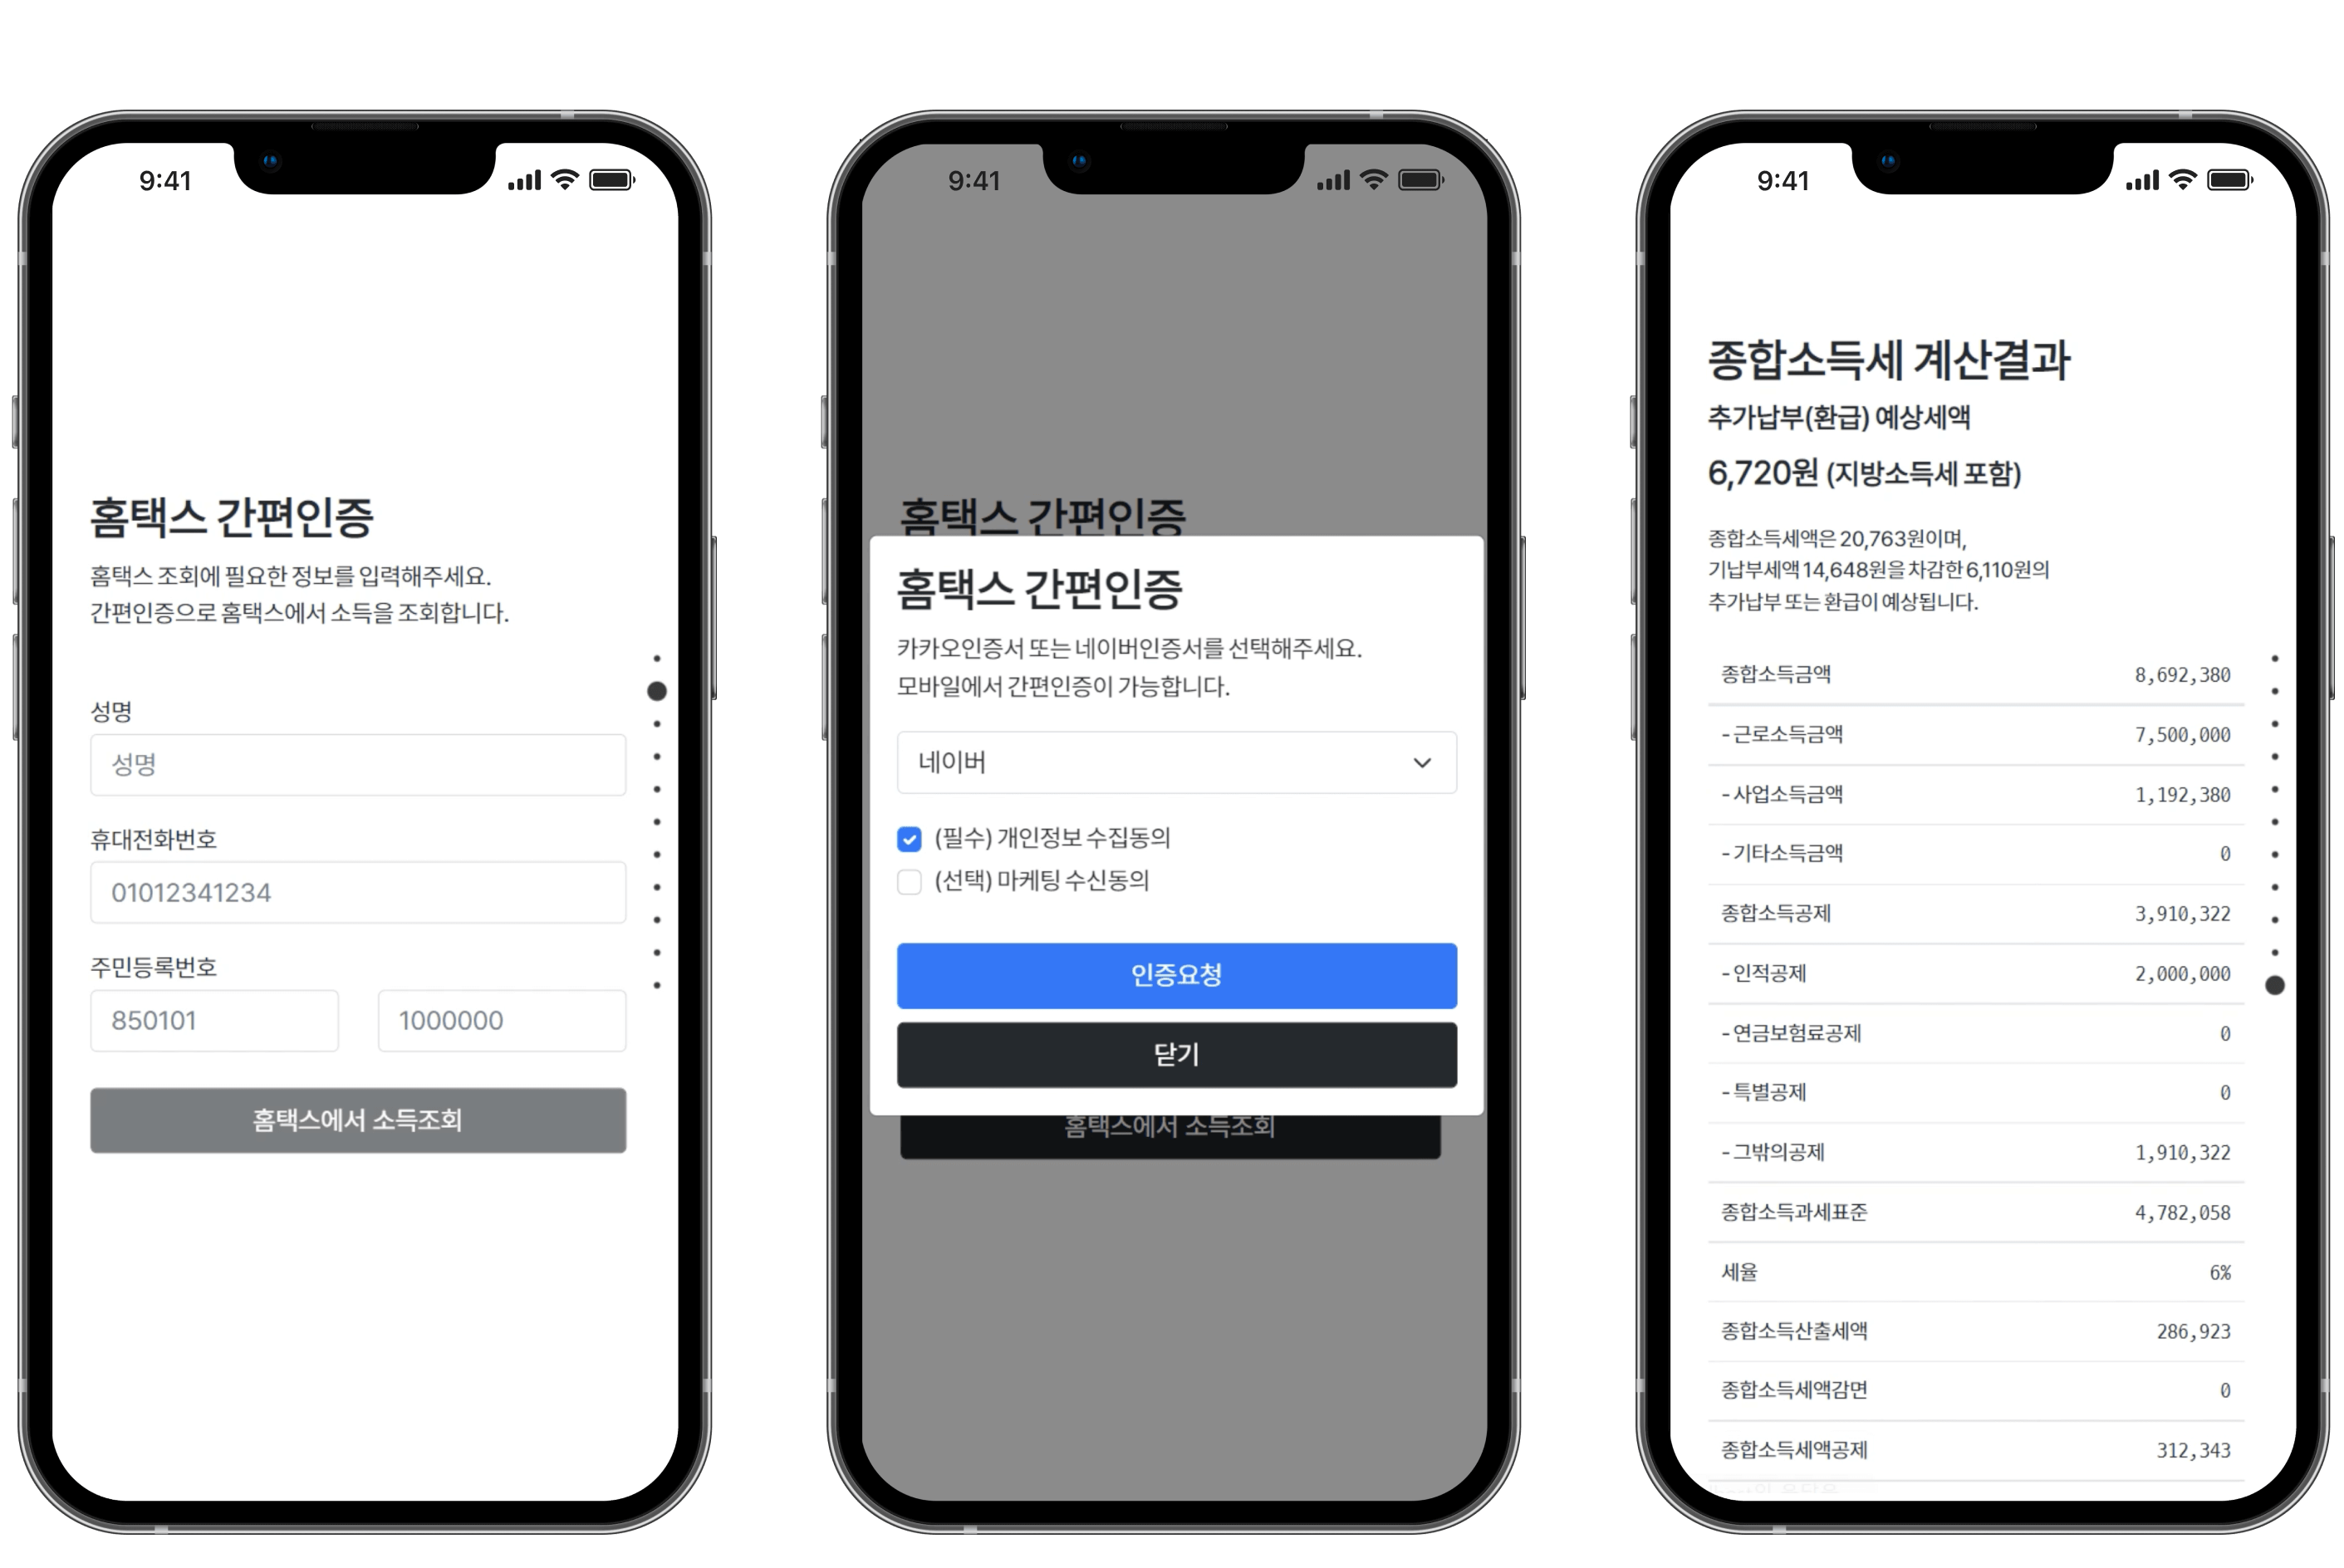 9:41
홈택스 간편인증
홈택스 조회에 필요한 정보를 입력해주세요.
간편인증으로 홈택스에서 소득을 조회합니다.
성명
성명
휴대전화번호
01012341234
주민등록번호
850101 1000000
홈택스에서 소득조회
9:41
홈택스 간편인증
홈택스 간편인증
카카오인증서 또는 네이버인증서를 선택해주세요.
모바일에서 간편인증이 가능합니다.
네이버
(필수) 개인정보 수집동의
(선택) 마케팅 수신동의
인증요청
닫기
홈택스에서 소득조회
9:41
종합소득세 계산결과
추가납부(환급) 예상세액
6,720원 (지방소득세 포함)
종합소득세액은 20,763원이며,
기납부세액 14,648원을 차감한 6,110원의
추가납부 또는 환급이 예상됩니다.
종합소득금액 8,692,380
- 근로소득금액 7,500,000
- 사업소득금액 1,192,380
- 기타소득금액 0
종합소득공제 3,910,322
- 인적공제 2,000,000
- 연금보험료공제 0
- 특별공제 0
- 그밖의공제 1,910,322
종합소득과세표준 4,782,058
세율 6%
종합소득산출세액 286,923
종합소득세액감면 0
종합소득세액공제 312,343